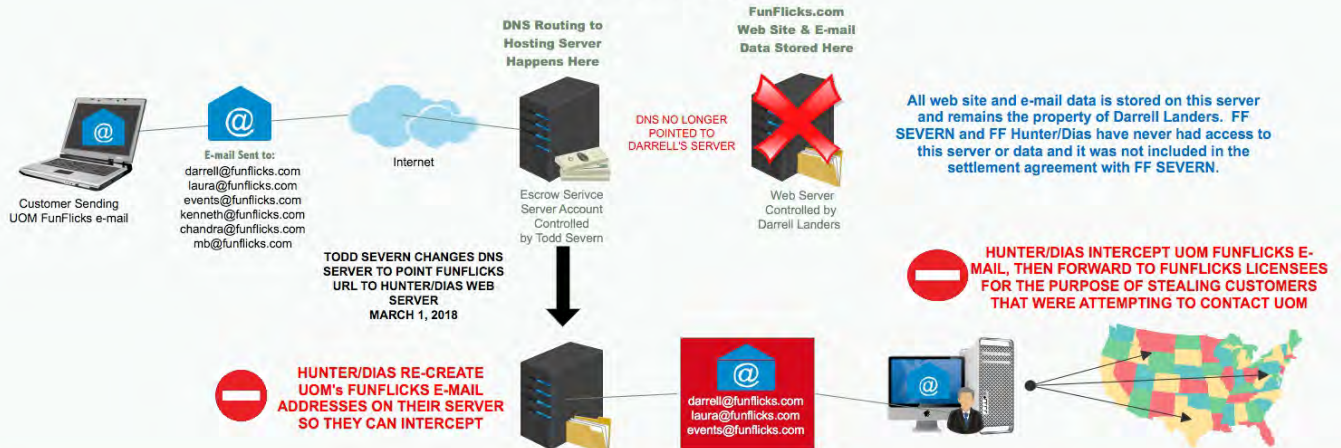 DNS Routing to
Hosting Server
Happens Here
FunFlicks.com
Web Site & E-mail
Data Stored Here
Customer Sending
UOM FunFlicks e-mail
@
@
E-mail Sent to:
darrell@funflicks.com
laura@funflicks.com
events@funflicks.com
kenneth@funflicks.com
chandra@funflicks.com
mb@funflicks.com
Internet
Escrow Serivce
Server Account
Controlled
by Todd Severn
DNS NO LONGER
POINTED TO
DARRELL'S SERVER
Web Server
Controlled by
Darrell Landers
All web site and e-mail data is stored on this server
and remains the property of Darrell Landers. FF
SEVERN and FF Hunter/Dias have never had access to
this server or data and it was not included in the
settlement agreement with FF SEVERN.
TODD SEVERN CHANGES DNS
SERVER TO POINT FUNFLICKS
URL TO HUNTER/DIAS WEB
SERVER
MARCH 1, 2018
HUNTER/DIAS INTERCEPT UOM FUNFLICKS E-
MAIL, THEN FORWARD TO FUNFLICKS LICENSEES
FOR THE PURPOSE OF STEALING CUSTOMERS
THAT WERE ATTEMPTING TO CONTACT UOM
HUNTER/DIAS RE-CREATE
UOM's FUNFLICKS E-MAIL
ADDRESSES ON THEIR SERVER
SO THEY CAN INTERCEPT
@
darrell@funflicks.com
laura@funflicks.com
events@funflicks.com
@